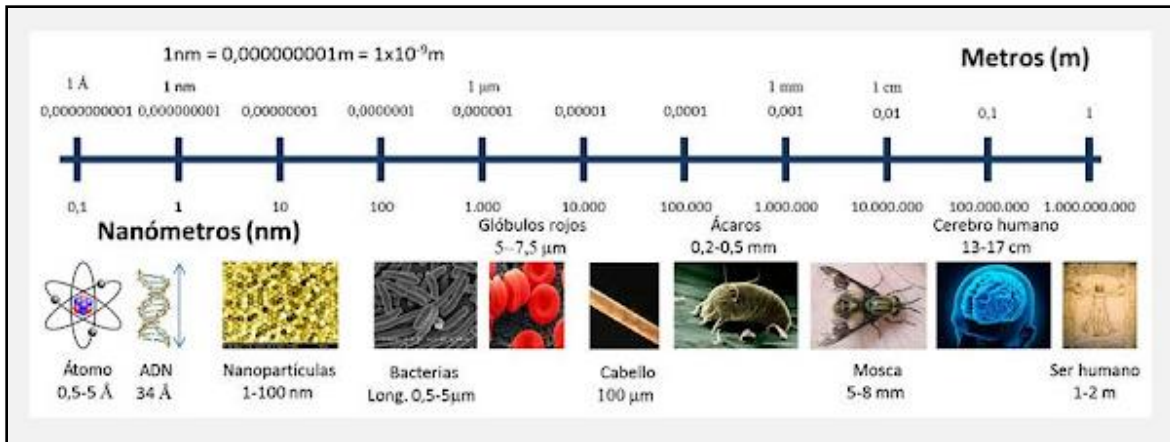 1nm = 0,000000001m = 1x10⁻⁹m
Metros (m)
1 Å 1 nm 1 μm 1 mm 1 cm
0,0000000001 0,000000001 0,00000001 0,0000001 0,000001 0,00001 0,0001 0,001 0,01 0,1 1
0,1 1 10 100 1.000 10.000 100.000 1.000.000 10.000.000 100.000.000 1.000.000.000
Nanómetros (nm)
Glóbulos rojos
5–7,5 μm
Ácaros
0,2-0,5 mm
Cerebro humano
13-17 cm
Átomo
0,5-5 Å
ADN
34 Å
Nanopartículas
1-100 nm
Bacterias
Long. 0,5-5μm
Cabello
100 μm
Mosca
5-8 mm
Ser humano
1-2 m